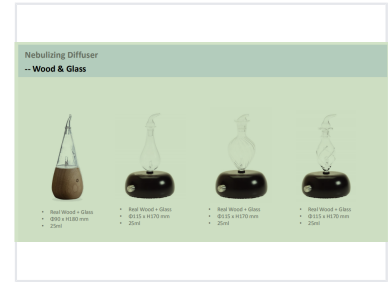 Nebulizing Diffuser
-- Wood & Glass
• Real Wood + Glass
• Φ90 x H180 mm
• 25ml
• Real Wood + Glass
• Φ115 x H170 mm
• 25ml
• Real Wood + Glass
• Φ115 x H170 mm
• 25ml
• Real Wood + Glass
• Φ115 x H170 mm
• 25ml